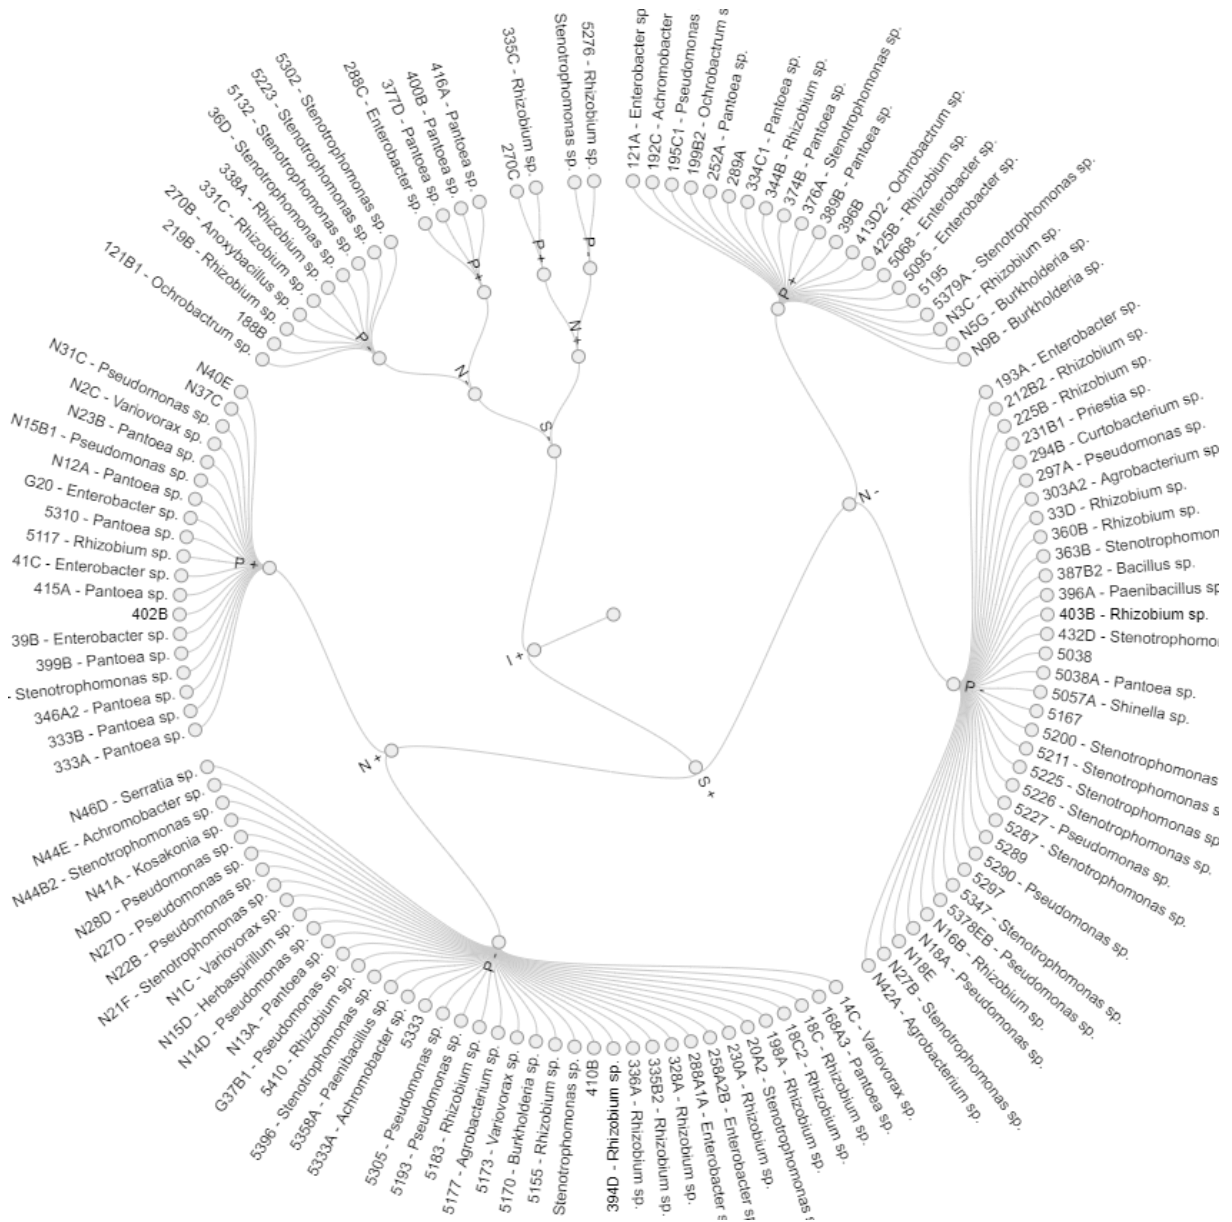 121A - Enterobacter sp
192C - Achromobacter
195C1 - Pseudomonas
199B2 - Ochrobactrum s
252A - Pantoea sp.
289A
334C1 - Pantoea sp.
344B - Rhizobium sp.
374B - Pantoea sp.
376A - Stenotrophomonas sp.
389B - Pantoea sp.
396B
413D2 - Ochrobactrum sp.
425B - Rhizobium sp.
5068 - Enterobacter sp.
5095 - Enterobacter sp.
5195
5379A - Stenotrophomonas sp.
N3C - Rhizobium sp.
N5G - Burkholderia sp.
N9B - Burkholderia sp.
P +
193A - Enterobacter sp.
212B2 - Rhizobium sp.
225B - Rhizobium sp.
231B1 - Priestia sp.
294B - Curtobacterium sp.
297A - Pseudomonas sp.
303A2 - Agrobacterium sp.
33D - Rhizobium sp.
360B - Rhizobium sp.
363B - Stenotrophomon
387B2 - Bacillus sp.
396A - Paenibacillus sp
403B - Rhizobium sp.
432D - Stenotrophomon
5038
5038A - Pantoea sp.
5057A - Shinella sp.
5167
5200 - Stenotrophomonas
5211 - Stenotrophomonas s
5225 - Stenotrophomonas sp
5226 - Stenotrophomonas sp.
5227 - Pseudomonas sp.
5287 - Stenotrophomonas sp.
5289
5290 - Pseudomonas sp.
5297
5347 - Stenotrophomonas sp.
5378EB - Pseudomonas sp.
N16B - Rhizobium sp.
N18A - Pseudomonas sp.
N18E
N27B - Stenotrophomonas sp.
N42A - Agrobacterium sp.
P -
N -
14C - Variovorax sp.
168A3 - Pantoea sp.
18C - Rhizobium sp.
18C2 - Rhizobium sp.
198A - Rhizobium sp.
20A2 - Stenotrophomonas s
230A - Rhizobium sp.
258A2B - Enterobacter sp
288A1A - Enterobacter s
328A - Rhizobium sp.
335B2 - Rhizobium sp.
336A - Rhizobium sp.
394D - Rhizobium sp.
410B
Stenotrophomonas sp.
5155 - Rhizobium sp.
5170 - Burkholderia sp.
5173 - Variovorax sp.
5177 - Agrobacterium sp.
5183 - Rhizobium sp.
5193 - Pseudomonas sp.
5305 - Pseudomonas sp.
5333
5333A - Achromobacter sp.
5358A - Paenibacillus sp.
5396 - Stenotrophomonas sp.
5410 - Rhizobium sp.
G37B1 - Pseudomonas sp.
N13A - Pantoea sp.
N14D - Pseudomonas sp.
N15D - Herbaspirillum sp.
N1C - Variovorax sp.
N21F - Stenotrophomonas sp.
N22B - Pseudomonas sp.
N27D - Pseudomonas sp.
N28D - Pseudomonas sp.
N41A - Kosakonia sp.
N44B2 - Stenotrophomonas sp.
N44E - Achromobacter sp.
N46D - Serratia sp.
P -
333A - Pantoea sp.
333B - Pantoea sp.
346A2 - Pantoea sp.
- Stenotrophomonas sp.
399B - Pantoea sp.
39B - Enterobacter sp.
402B
415A - Pantoea sp.
41C - Enterobacter sp.
5117 - Rhizobium sp.
5310 - Pantoea sp.
G20 - Enterobacter sp.
N12A - Pantoea sp.
N15B1 - Pseudomonas sp.
N23B - Pantoea sp.
N2C - Variovorax sp.
N31C - Pseudomonas sp.
N37C
N40E
P +
N +
S +
121B1 - Ochrobactrum sp.
188B
219B - Rhizobium sp.
270B - Anoxybacillus sp.
331C - Rhizobium sp.
338A - Rhizobium sp.
36D - Stenotrophomonas sp.
5132 - Stenotrophomonas sp.
5223 - Stenotrophomonas sp.
5302 - Stenotrophomonas sp.
P -
288C - Enterobacter sp.
377D - Pantoea sp.
400B - Pantoea sp.
416A - Pantoea sp.
P +
N -
270C
335C - Rhizobium sp.
P +
Stenotrophomonas sp.
5276 - Rhizobium sp.
P -
N +
S -
I +